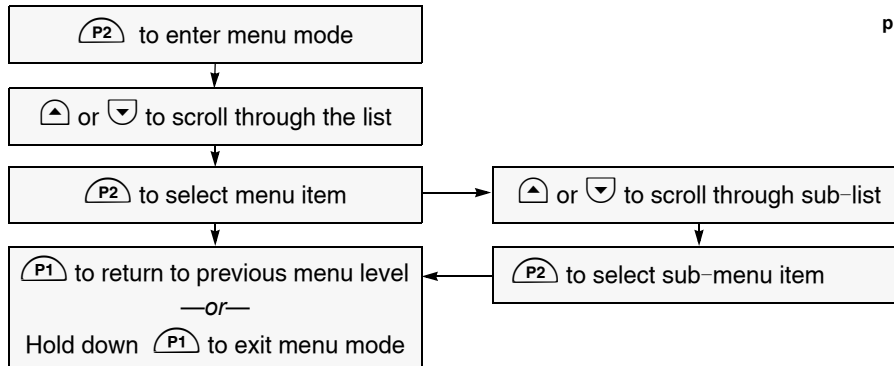 P2 to enter menu mode
p
or to scroll through the list
P2 to select menu item
or to scroll through sub-list
P1 to return to previous menu level
—or—
Hold down P1 to exit menu mode
P2 to select sub-menu item